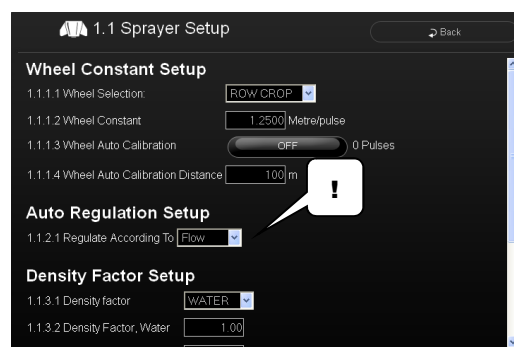 1.1 Sprayer Setup
Back
Wheel Constant Setup
1.1.1.1 Wheel Selection: ROW CROP
1.1.1.2 Wheel Constant 1.2500 Metre/pulse
1.1.1.3 Wheel Auto Calibration OFF 0 Pulses
1.1.1.4 Wheel Auto Calibration Distance 100 m
!
Auto Regulation Setup
1.1.2.1 Regulate According To Flow
Density Factor Setup
1.1.3.1 Density factor WATER
1.1.3.2 Density Factor, Water 1.00